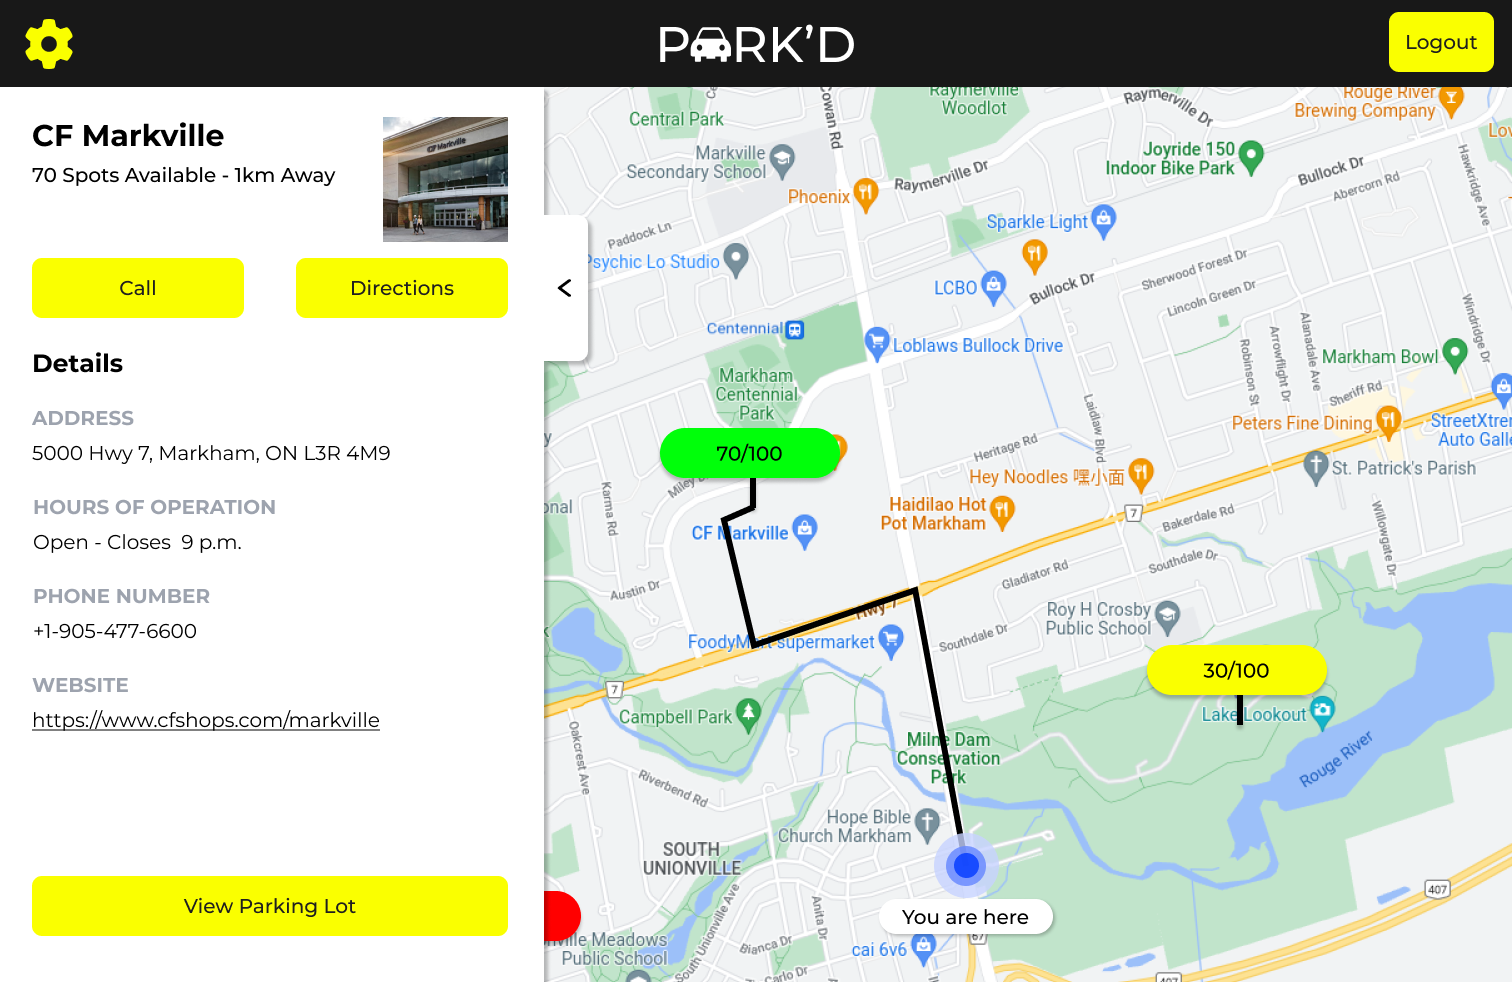 PARK'D
Logout
CF Markville
70 Spots Available - 1km Away
CF Markville
Call
Directions
<
Details
ADDRESS
5000 Hwy 7, Markham, ON L3R 4M9
HOURS OF OPERATION
Open - Closes  9 p.m.
PHONE NUMBER
+1-905-477-6600
WEBSITE
https://www.cfshops.com/markville
View Parking Lot
Raymerville
Woodlot
Cowan Rd
Central Park
Raymerville Dr
Rouge River
Brewing Company
Markville
Secondary School
Joyride 150
Indoor Bike Park
Hawkridge Ave
Phoenix
Raymerville Dr
Bullock Dr
Abercorn Rd
Paddock Ln
Sparkle Light
Psychic Lo Studio
LCBO
Bullock Dr
Sherwood Forest Dr
Lincoln Green Dr
Windridge Dr
Centennial
Loblaws Bullock Drive
Robinson St
Arrowflight Dr
Alanadale Ave
Markham Bowl
Markham
Centennial
Park
Sheriff Rd
Laidlaw Blvd
Peters Fine Dining
StreetXtrem
Auto Galle
70/100
Heritage Rd
Miley D
Hey Noodles 嘿小面
St. Patrick's Parish
Karma Rd
Haidilao Hot
Pot Markham
7
Bakerdale Rd
Willowgate Dr
CF Markville
Southdale Dr
Gladiator Rd
Austin Dr
Hwy 7
Roy H Crosby
Public School
Southdale Dr
FoodyMart supermarket
30/100
7
Campbell Park
Lake Lookout
Oakcrest Ave
Milne Dam
Conservation
Park
Rouge River
Riverbend Rd
Hope Bible
Church Markham
SOUTH
UNIONVILLE
407
You are here
South Unionville Ave
Anita Dr
Bianca Dr
67
cai 6v6
nville Meadows
Public School
Carlo Dr
407